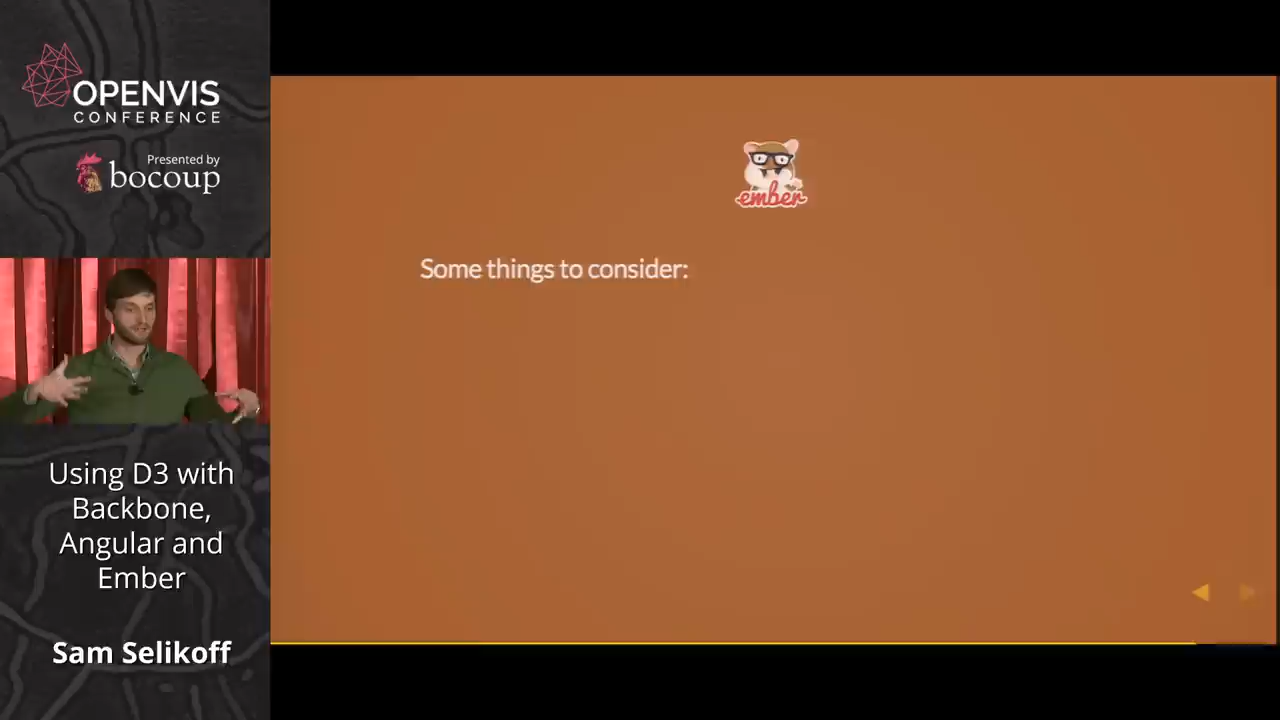 OPENVIS
CONFERENCE
Presented by
bocoup
ember
Some things to consider:
Using D3 with
Backbone,
Angular and
Ember
Sam Selikoff